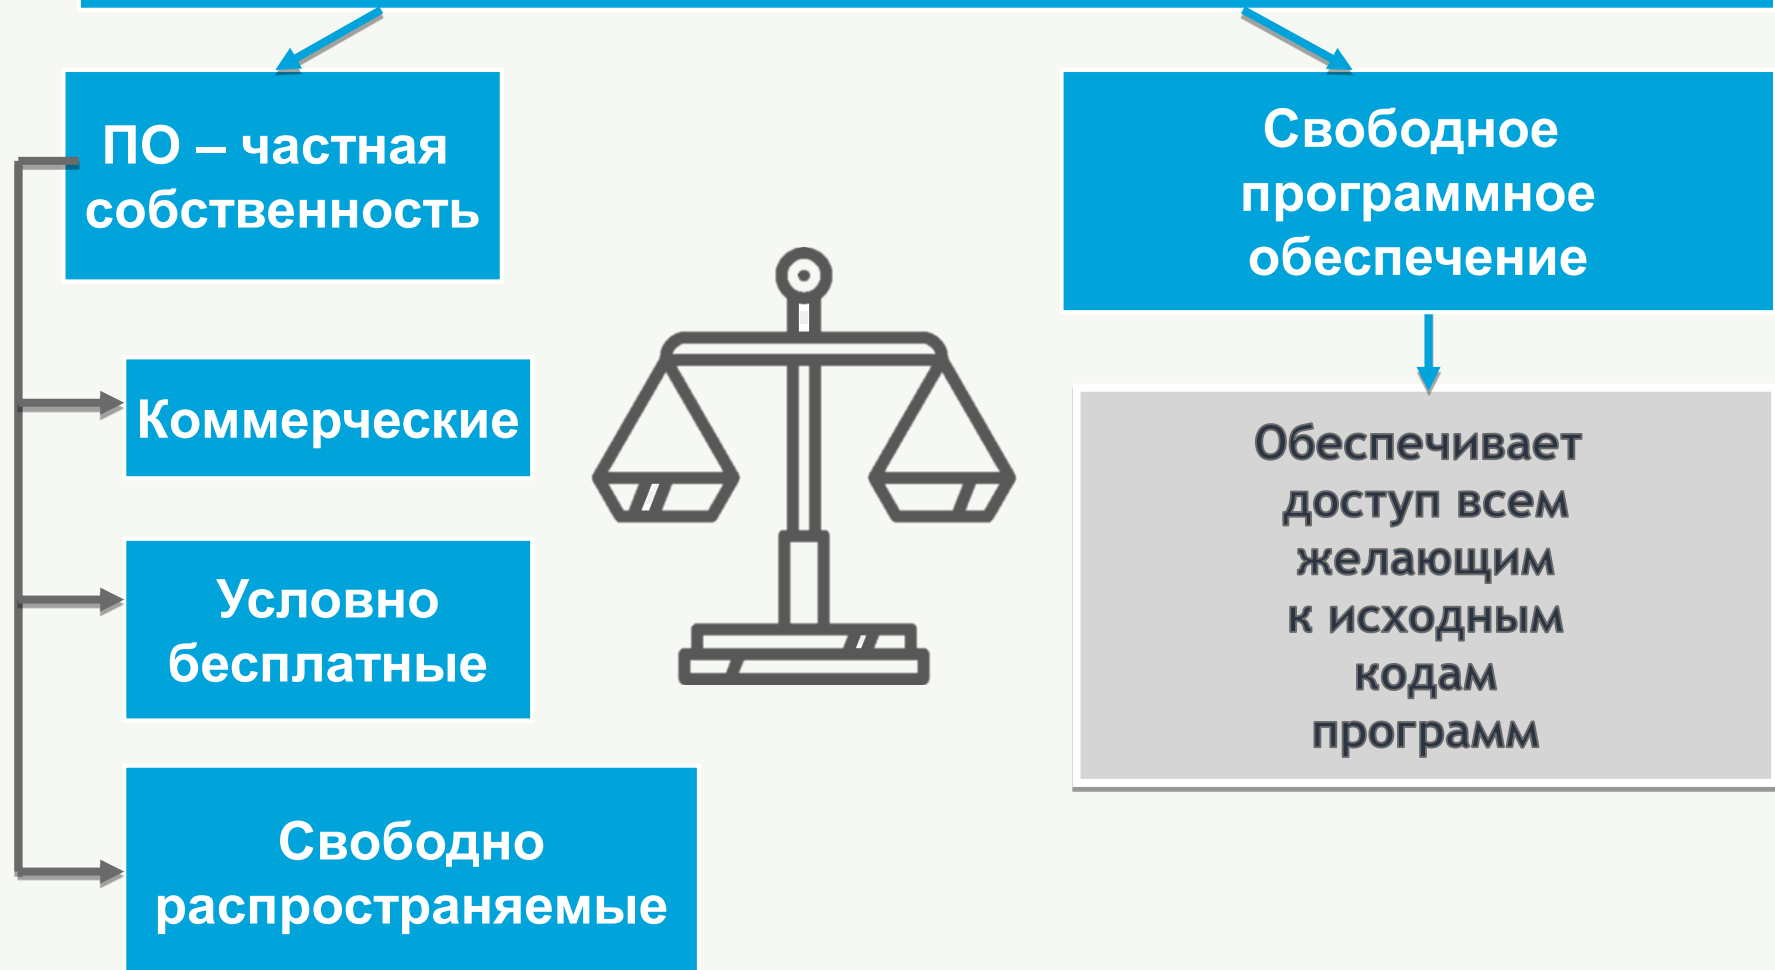 ПО – частная
собственность
Коммерческие
Условно
бесплатные
Свободно
распространяемые
Свободное
программное
обеспечение
Обеспечивает
доступ всем
желающим
к исходным
кодам
программ